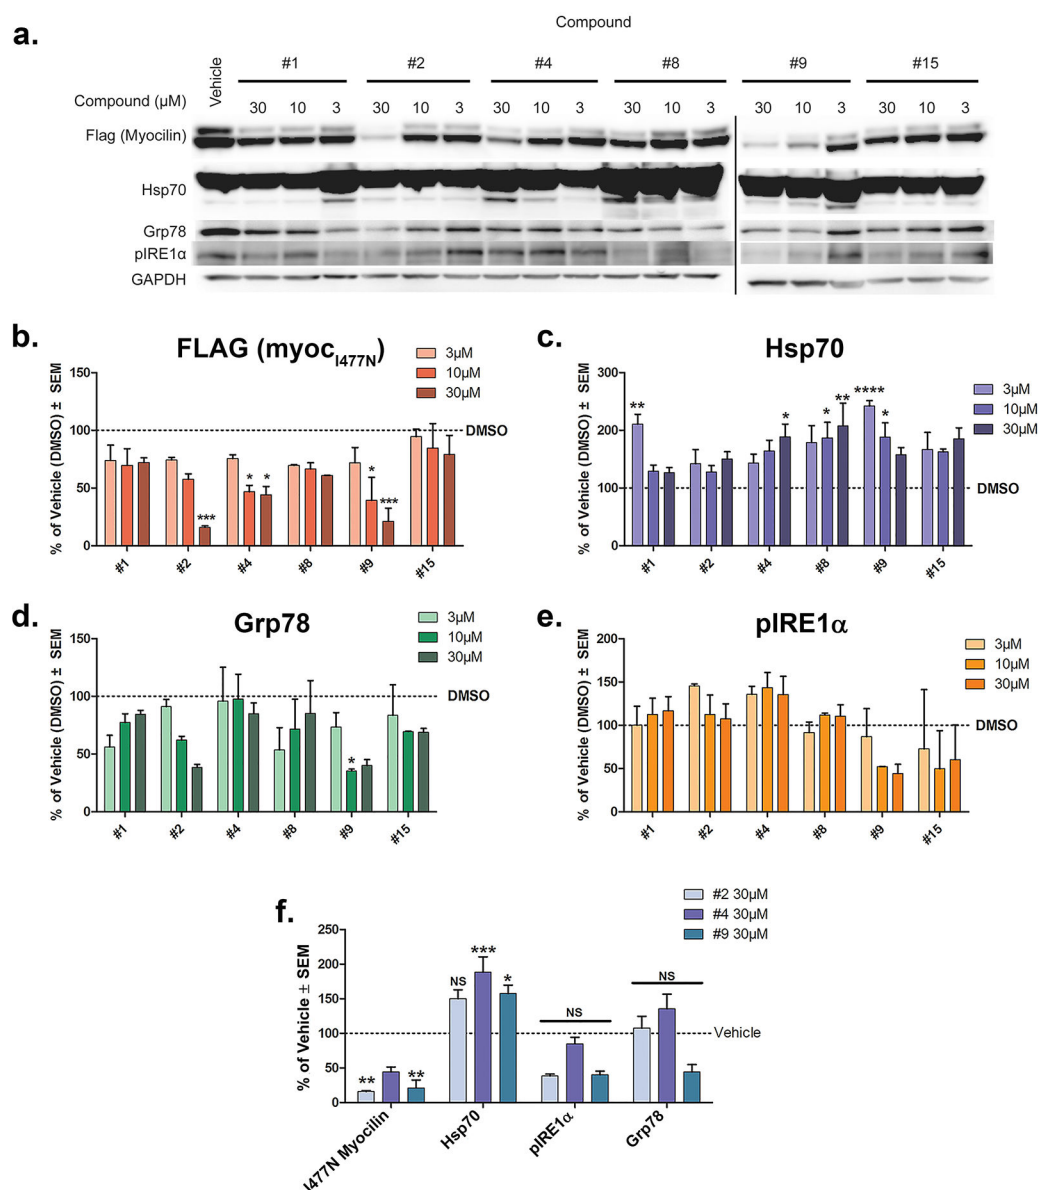 Compound
a.
Vehicle
#1 #2 #4 #8 #9 #15
Compound (µM) 30 10 3 30 10 3 30 10 3 30 10 3 30 10 3 30 10 3
Flag (Myocilin)
Hsp70
Grp78
pIRE1α
GAPDH
b.
FLAG (myoc I477N)
3µM
10µM
30µM
% of Vehicle (DMSO) ± SEM
150
100
50
0
DMSO
*** * * * ***
#1 #2 #4 #8 #9 #15
c.
Hsp70
3µM
10µM
30µM
% of Vehicle (DMSO) ± SEM
300
200
100
0
DMSO
** * * ** **** *
#1 #2 #4 #8 #9 #15
d.
Grp78
3µM
10µM
30µM
% of Vehicle (DMSO) ± SEM
150
100
50
0
DMSO
*
#1 #2 #4 #8 #9 #15
e.
pIRE1α
3µM
10µM
30µM
% of Vehicle (DMSO) ± SEM
200
150
100
50
0
DMSO
#1 #2 #4 #8 #9 #15
f.
#2 30µM
#4 30µM
#9 30µM
% of Vehicle ± SEM
250
200
150
100
50
0
Vehicle
** ** NS *** * NS NS
I477N Myocilin Hsp70 pIRE1α Grp78